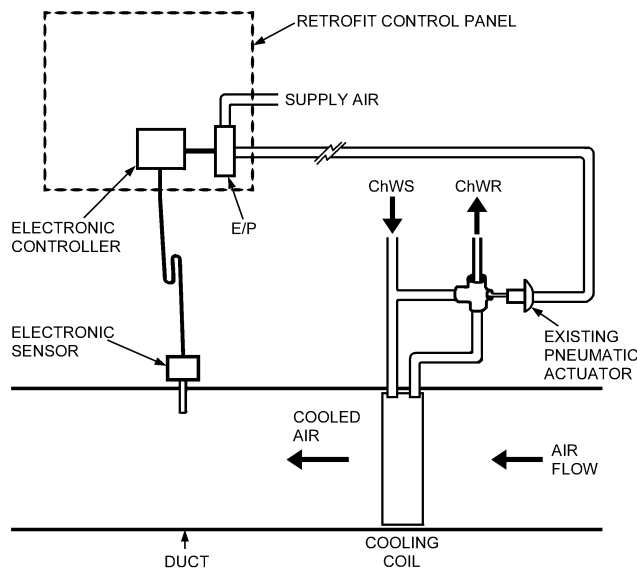 RETROFIT CONTROL PANEL
SUPPLY AIR
ChWS
ChWR
ELECTRONIC
CONTROLLER
E/P
ELECTRONIC
SENSOR
EXISTING
PNEUMATIC
ACTUATOR
COOLED
AIR
AIR
FLOW
DUCT
COOLING
COIL